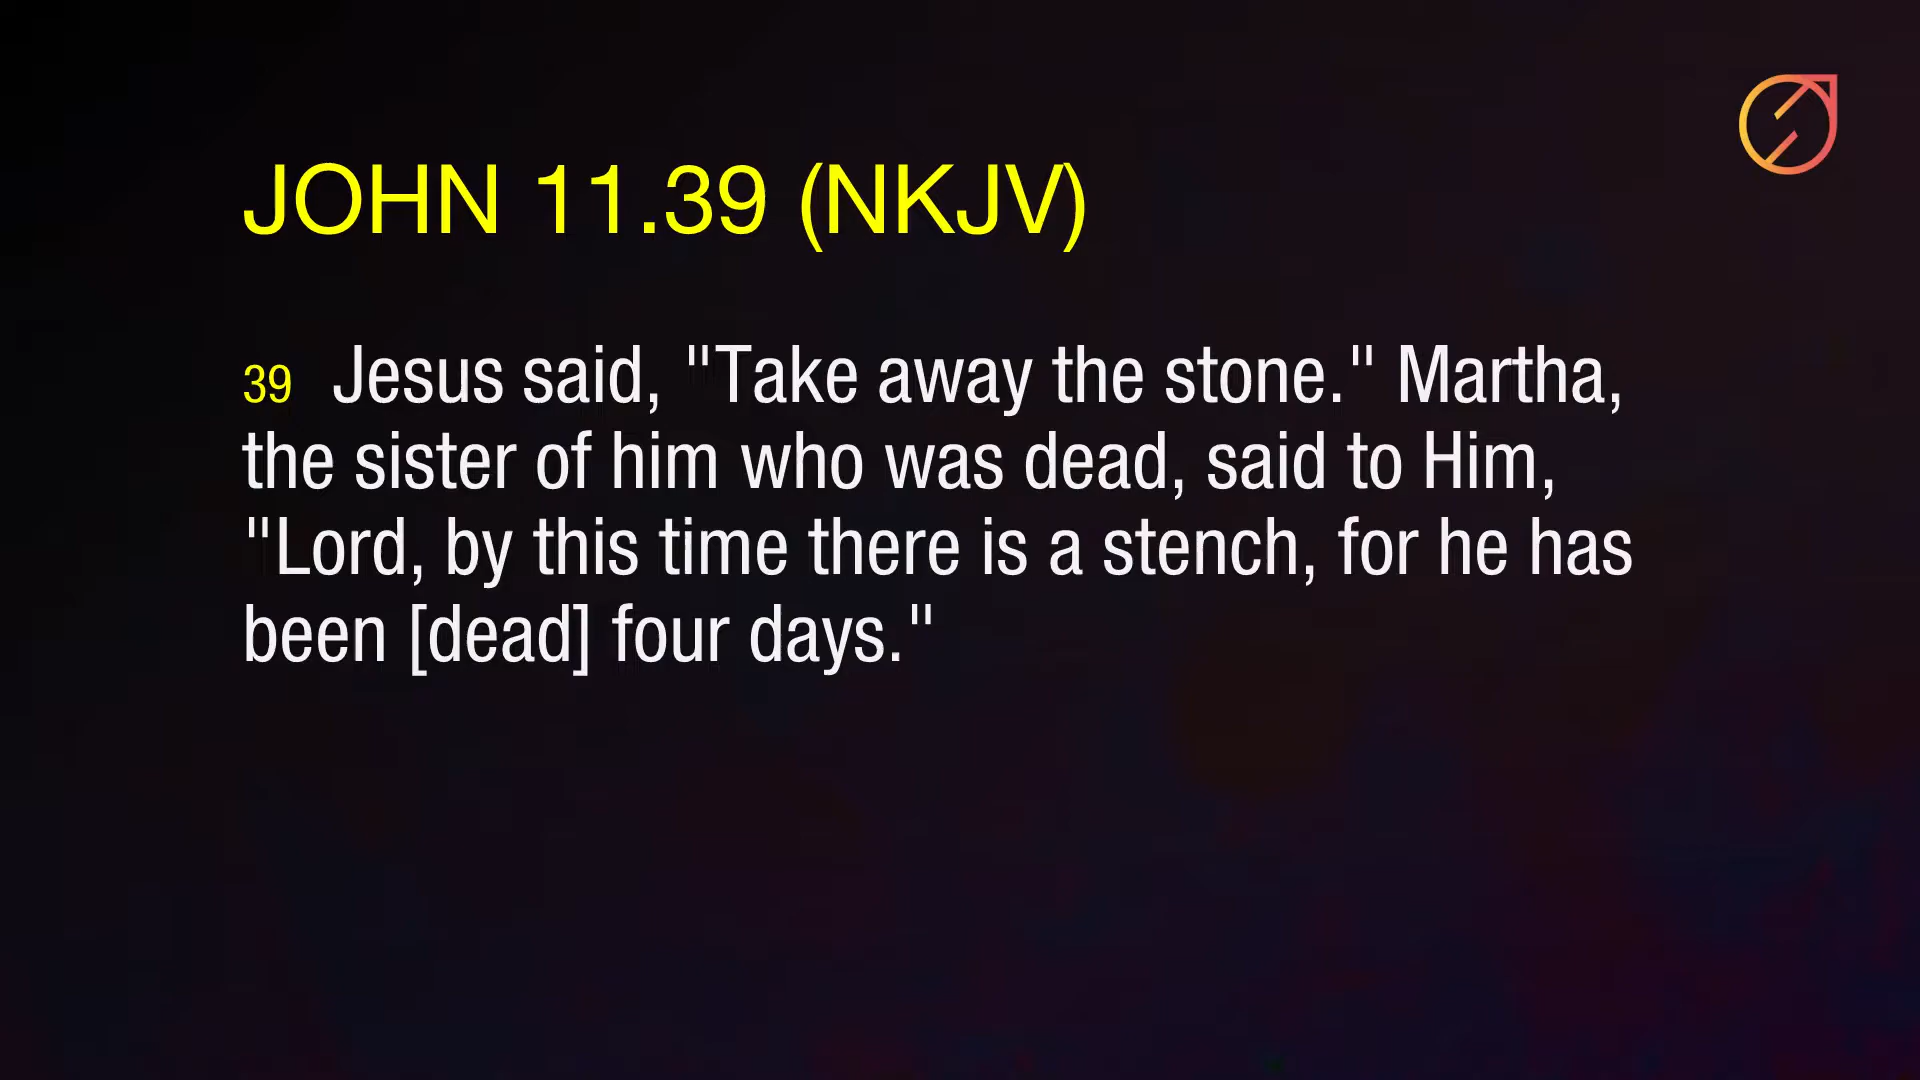 JOHN 11.39 (NKJV)
39 Jesus said, "Take away the stone." Martha,
the sister of him who was dead, said to Him,
"Lord, by this time there is a stench, for he has
been [dead] four days."